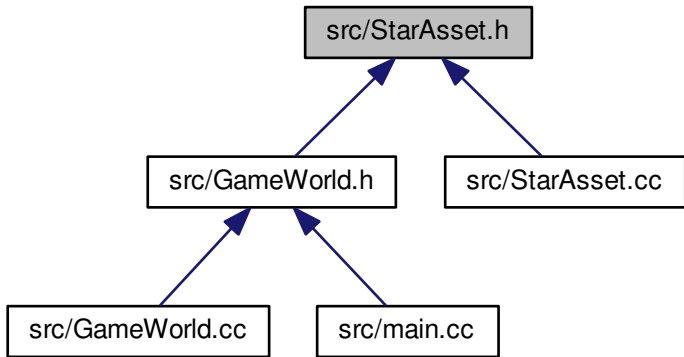 src/StarAsset.h
src/GameWorld.h
src/StarAsset.cc
src/GameWorld.cc
src/main.cc